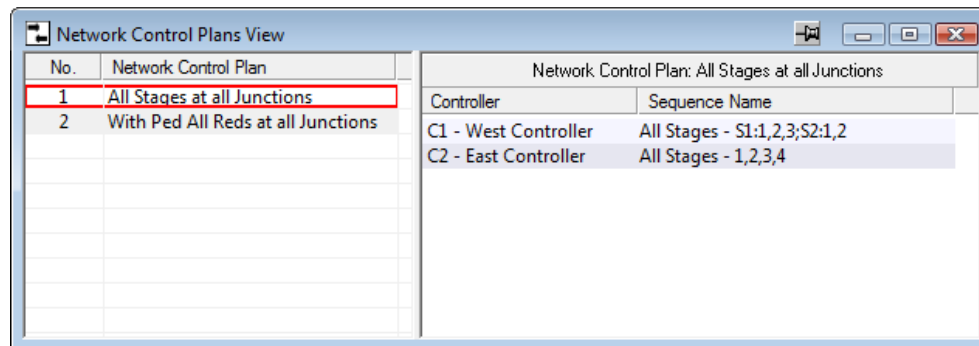 Network Control Plans View
No. Network Control Plan
1 All Stages at all Junctions
2 With Ped All Reds at all Junctions
Network Control Plan: All Stages at all Junctions
Controller Sequence Name
C1 - West Controller All Stages - S1:1,2,3;S2:1,2
C2 - East Controller All Stages - 1,2,3,4